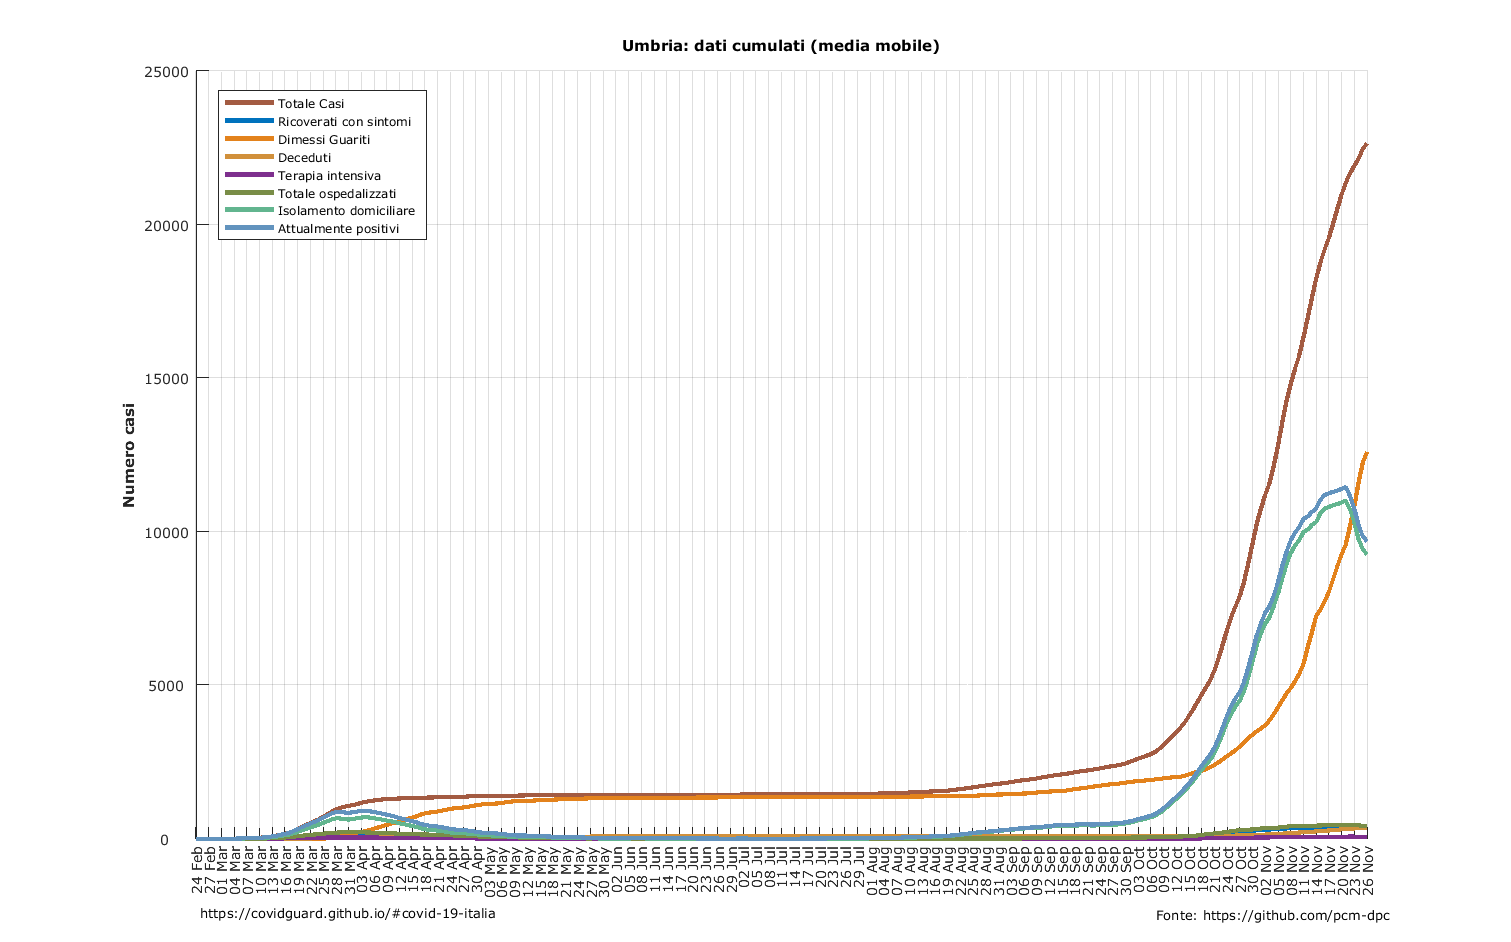 Umbria: dati cumulati (media mobile)
25000
20000
15000
10000
5000
0
Numero casi
Totale Casi
Ricoverati con sintomi
Dimessi Guariti
Deceduti
Terapia intensiva
Totale ospedalizzati
Isolamento domiciliare
Attualmente positivi
24 Feb
27 Feb
01 Mar
04 Mar
07 Mar
10 Mar
13 Mar
16 Mar
19 Mar
22 Mar
25 Mar
28 Mar
31 Mar
03 Apr
06 Apr
09 Apr
12 Apr
15 Apr
18 Apr
21 Apr
24 Apr
27 Apr
30 Apr
03 May
06 May
09 May
12 May
15 May
18 May
21 May
24 May
27 May
30 May
02 Jun
05 Jun
08 Jun
11 Jun
14 Jun
17 Jun
20 Jun
23 Jun
26 Jun
29 Jun
02 Jul
05 Jul
08 Jul
11 Jul
14 Jul
17 Jul
20 Jul
23 Jul
26 Jul
29 Jul
01 Aug
04 Aug
07 Aug
10 Aug
13 Aug
16 Aug
19 Aug
22 Aug
25 Aug
28 Aug
31 Aug
03 Sep
06 Sep
09 Sep
12 Sep
15 Sep
18 Sep
21 Sep
24 Sep
27 Sep
30 Sep
03 Oct
06 Oct
09 Oct
12 Oct
15 Oct
18 Oct
21 Oct
24 Oct
27 Oct
30 Oct
02 Nov
05 Nov
08 Nov
11 Nov
14 Nov
17 Nov
20 Nov
23 Nov
26 Nov
https://covidguard.github.io/#covid-19-italia
Fonte: https://github.com/pcm-dpc